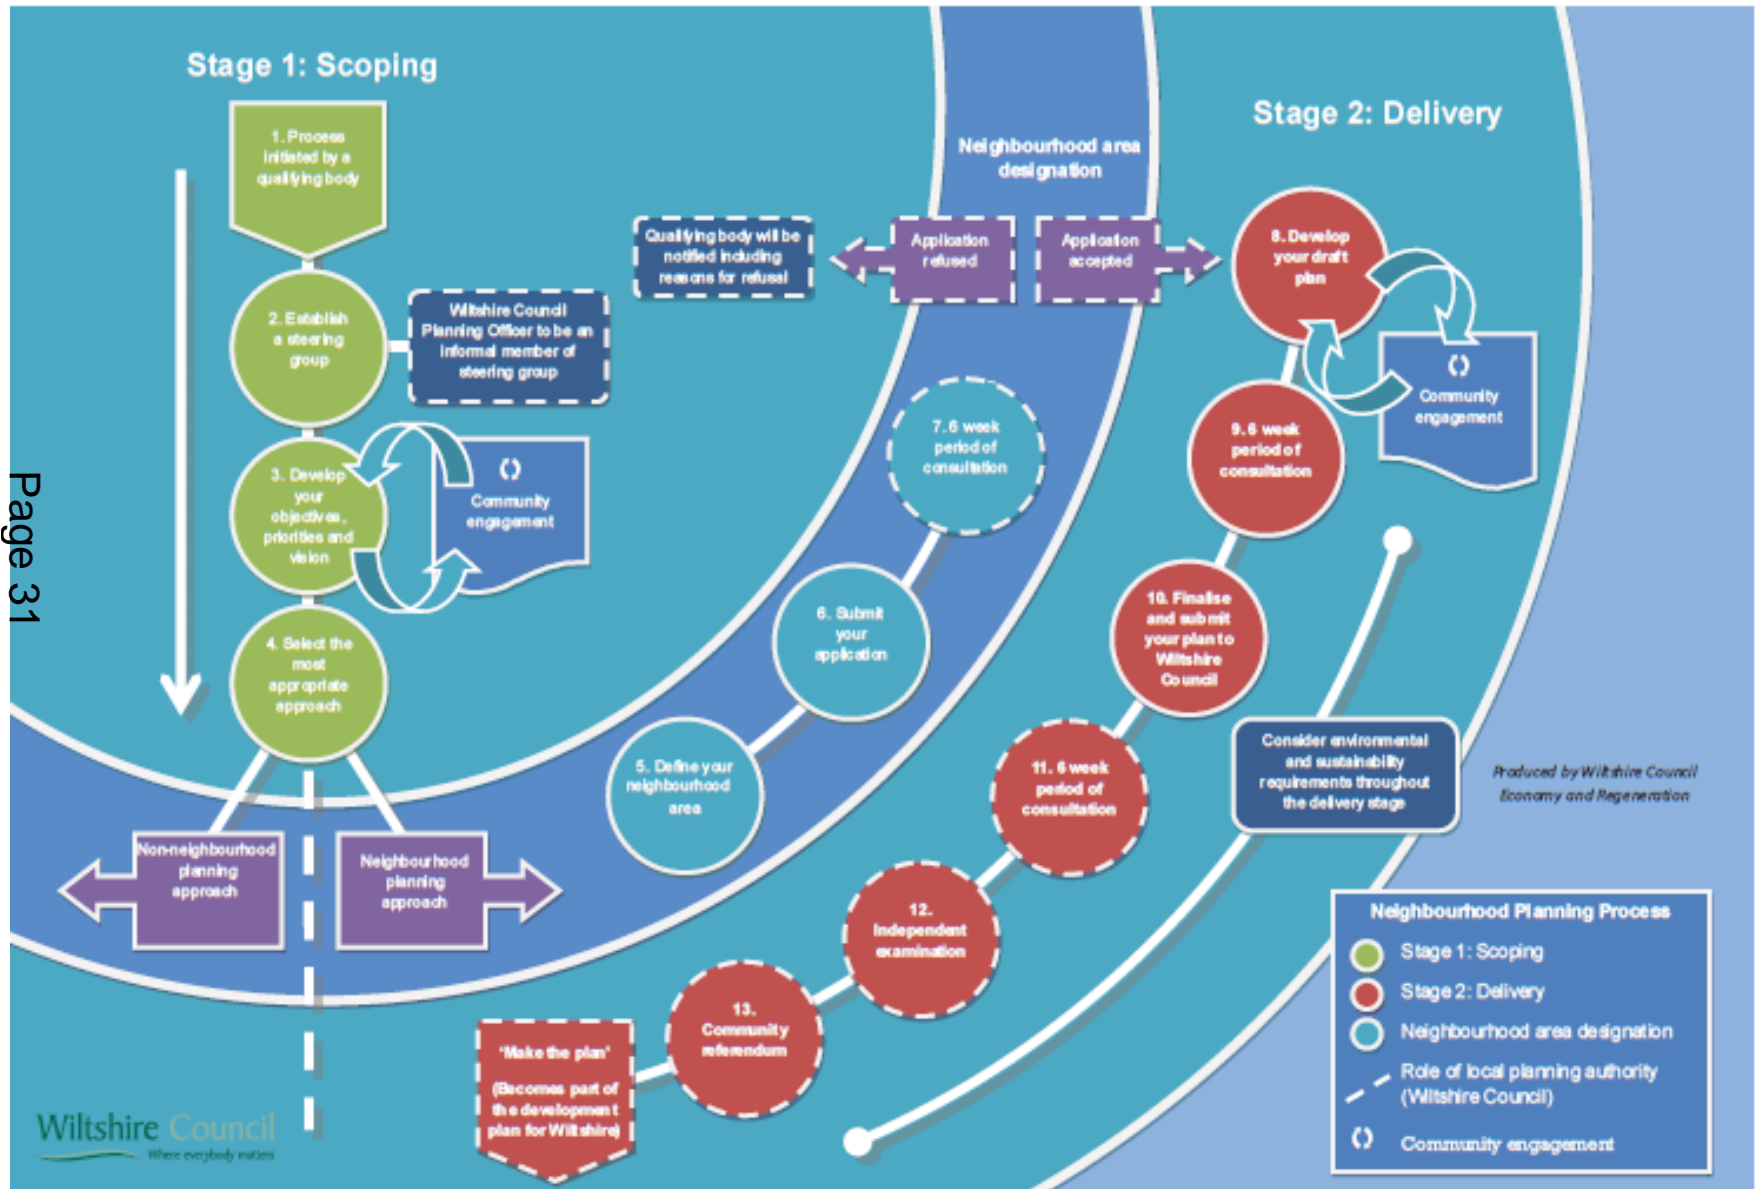 Stage 1: Scoping
1. Process
initiated by a
qualifying body
2. Establish
a steering
group
Wiltshire Council
Planning Officer to be an
informal member of
steering group
3. Develop
your
objectives,
priorities and
vision
Community
engagement
4. Select the
most
appropriate
approach
Non-neighbourhood
planning
approach
Neighbourhood
planning
approach
Neighbourhood area
designation
5. Define your
neighbourhood
area
6. Submit
your
application
7. 6 week
period of
consultation
Qualifying body will be
notified including
reasons for refusal
Application
refused
Application
accepted
Stage 2: Delivery
8. Develop
your draft
plan
Community
engagement
9. 6 week
period of
consultation
10. Finalise
and submit
your plan to
Wiltshire
Council
11. 6 week
period of
consultation
12.
Independent
examination
13.
Community
referendum
'Make the plan'
(Becomes part of
the development
plan for Wiltshire)
Consider environmental
and sustainability
requirements throughout
the delivery stage
Produced by Wiltshire Council
Economy and Regeneration
Neighbourhood Planning Process
Stage 1: Scoping
Stage 2: Delivery
Neighbourhood area designation
Role of local planning authority
(Wiltshire Council)
Community engagement
Wiltshire Council
Where everybody matters
Page 31